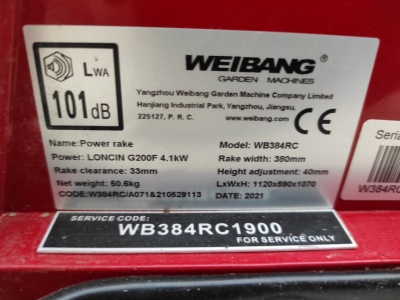 LWA
101dB
WEIBANG®
GARDEN MACHINES
Yangzhou Weibang Garden Machine Company Limited
Hanjiang Industrial Park, Yangzhou, Jiangsu,
225127, P. R. C. www.weibang.com
Name:Power rake Model: WB384RC
Power: LONCIN G200F 4.1kW Rake width: 380mm
Rake clearance: 33mm Height adjustment: 40mm
Net weight: 50.6kg LxWxH: 1120x590x1070
CODE:W384RC/A071&210529113 DATE: 2021
Seria
W384RC
SERVICE CODE:
WB384RC1900
FOR SERVICE ONLY